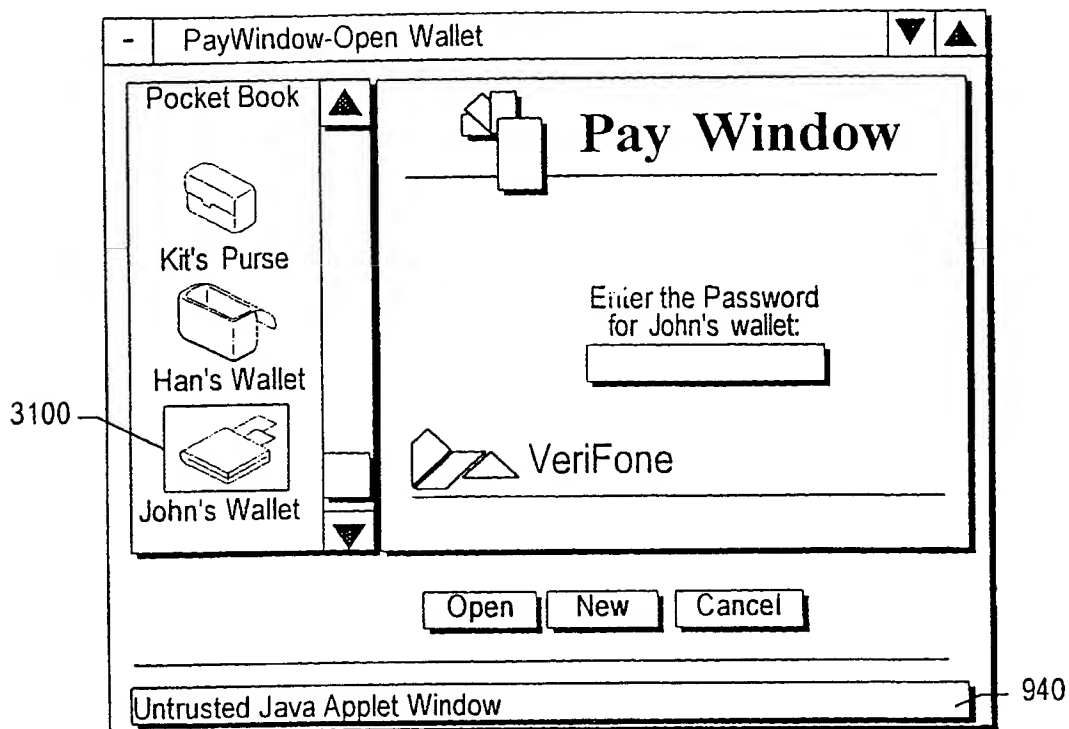 - PayWindow-Open Wallet
Pocket Book
Kit's Purse
Han's Wallet
3100
John's Wallet
Pay Window
Enter the Password
for John's wallet:
VeriFone
Open New Cancel
Untrusted Java Applet Window
940